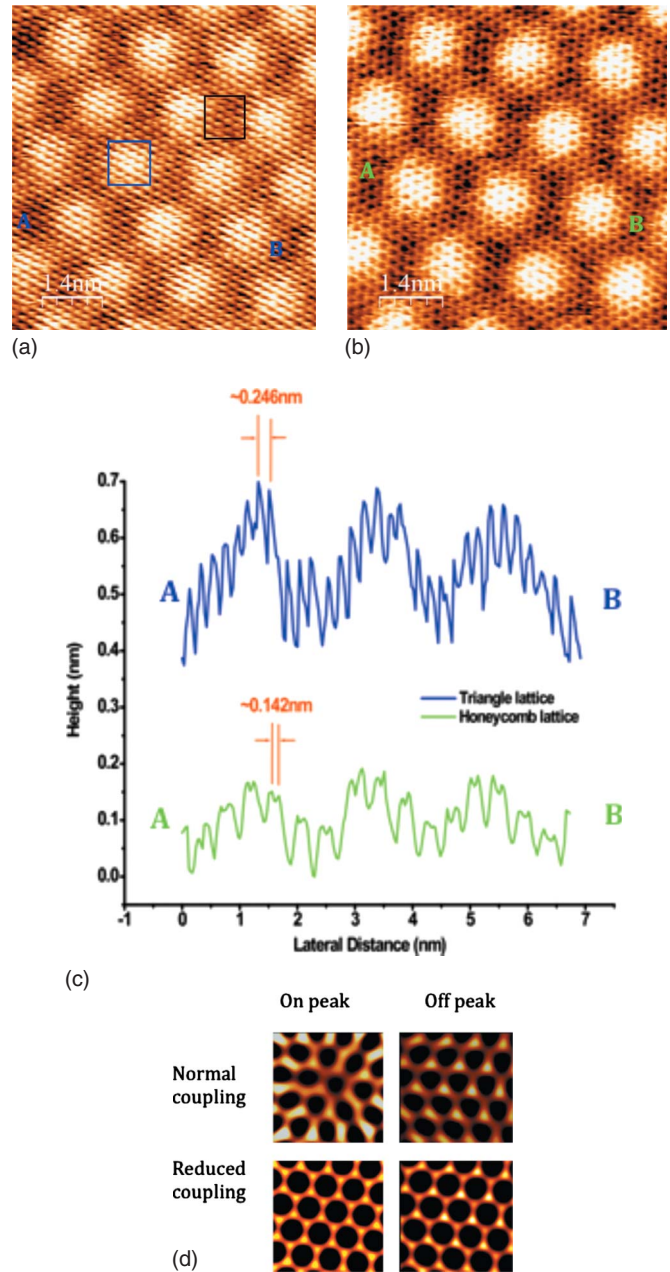 A
B
1.4nm
(a)
A
B
1.4nm
(b)
~0.246nm
0.7
0.6
0.5
0.4
0.3
0.2
0.1
0.0
Height (nm)
A
B
Triangle lattice
Honeycomb lattice
~0.142nm
A
B
-1 0 1 2 3 4 5 6 7
Lateral Distance (nm)
(c)
On peak Off peak
Normal
coupling
Reduced
coupling
(d)